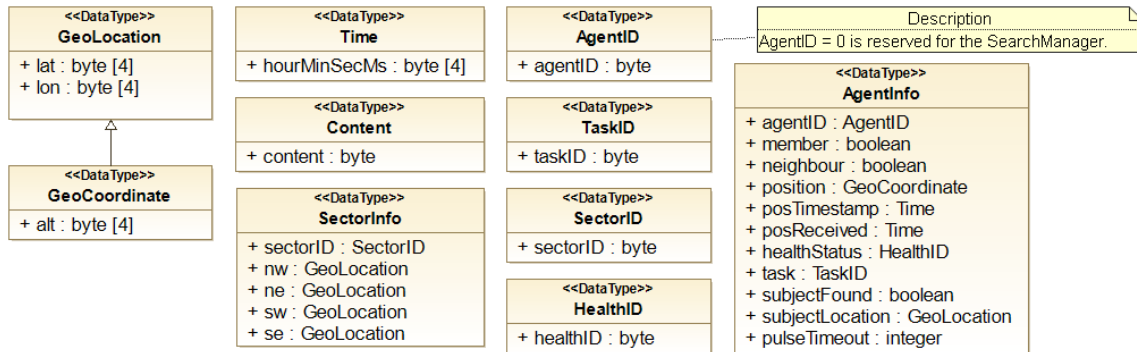 <<DataType>>
GeoLocation
+ lat : byte [4]
+ lon : byte [4]
<<DataType>>
GeoCoordinate
+ alt : byte [4]
<<DataType>>
Time
+ hourMinSecMs : byte [4]
<<DataType>>
Content
+ content : byte
<<DataType>>
SectorInfo
+ sectorID : SectorID
+ nw : GeoLocation
+ ne : GeoLocation
+ sw : GeoLocation
+ se : GeoLocation
<<DataType>>
AgentID
+ agentID : byte
<<DataType>>
TaskID
+ taskID : byte
<<DataType>>
SectorID
+ sectorID : byte
<<DataType>>
HealthID
+ healthID : byte
Description
AgentID = 0 is reserved for the SearchManager.
<<DataType>>
AgentInfo
+ agentID : AgentID
+ member : boolean
+ neighbour : boolean
+ position : GeoCoordinate
+ posTimestamp : Time
+ posReceived : Time
+ healthStatus : HealthID
+ task : TaskID
+ subjectFound : boolean
+ subjectLocation : GeoLocation
+ pulseTimeout : integer